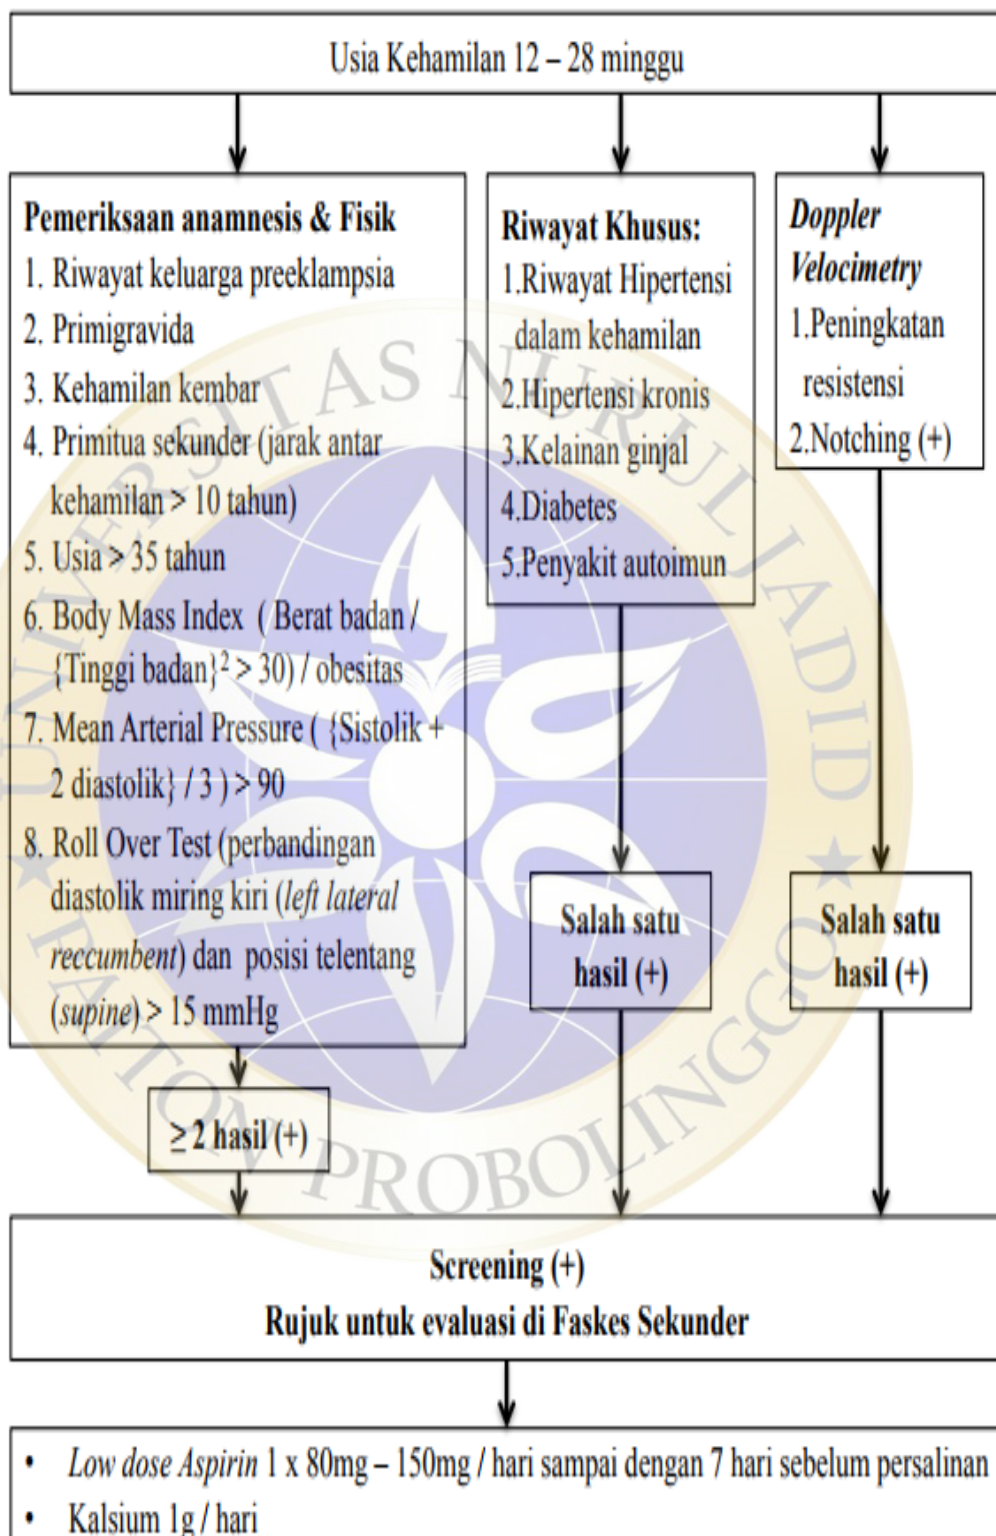 Usia Kehamilan 12 – 28 minggu
Pemeriksaan anamnesis & Fisik
1. Riwayat keluarga preeklampsia
2. Primigravida
3. Kehamilan kembar
4. Primitua sekunder (jarak antar
kehamilan > 10 tahun)
5. Usia > 35 tahun
6. Body Mass Index ( Berat badan /
{Tinggi badan}² > 30) / obesitas
7. Mean Arterial Pressure ( {Sistolik +
2 diastolik} / 3 ) > 90
8. Roll Over Test (perbandingan
diastolik miring kiri (left lateral
reccumbent) dan posisi telentang
(supine) > 15 mmHg
≥ 2 hasil (+)
Riwayat Khusus:
1.Riwayat Hipertensi
dalam kehamilan
2.Hipertensi kronis
3.Kelainan ginjal
4.Diabetes
5.Penyakit autoimun
Salah satu
hasil (+)
Doppler
Velocimetry
1.Peningkatan
resistensi
2.Notching (+)
Salah satu
hasil (+)
Screening (+)
Rujuk untuk evaluasi di Faskes Sekunder
• Low dose Aspirin 1 x 80mg – 150mg / hari sampai dengan 7 hari sebelum persalinan
• Kalsium 1g / hari
UNIVERSITAS NURUL JADID
PAITON PROBOLINGGO